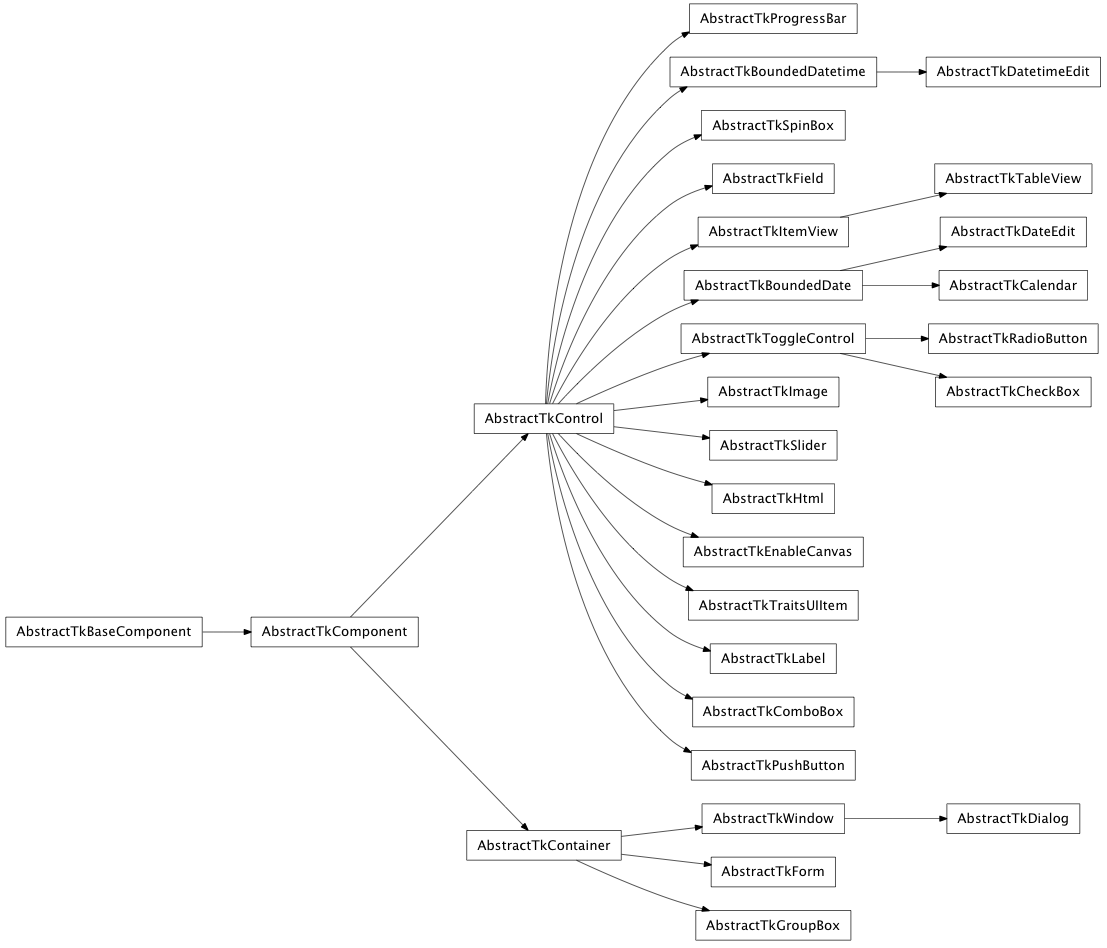 AbstractTkProgressBar
AbstractTkBoundedDatetime
AbstractTkDatetimeEdit
AbstractTkSpinBox
AbstractTkField
AbstractTkTableView
AbstractTkItemView
AbstractTkDateEdit
AbstractTkBoundedDate
AbstractTkCalendar
AbstractTkToggleControl
AbstractTkRadioButton
AbstractTkImage
AbstractTkCheckBox
AbstractTkControl
AbstractTkSlider
AbstractTkHtml
AbstractTkEnableCanvas
AbstractTkTraitsUIItem
AbstractTkBaseComponent
AbstractTkComponent
AbstractTkLabel
AbstractTkComboBox
AbstractTkPushButton
AbstractTkWindow
AbstractTkDialog
AbstractTkContainer
AbstractTkForm
AbstractTkGroupBox